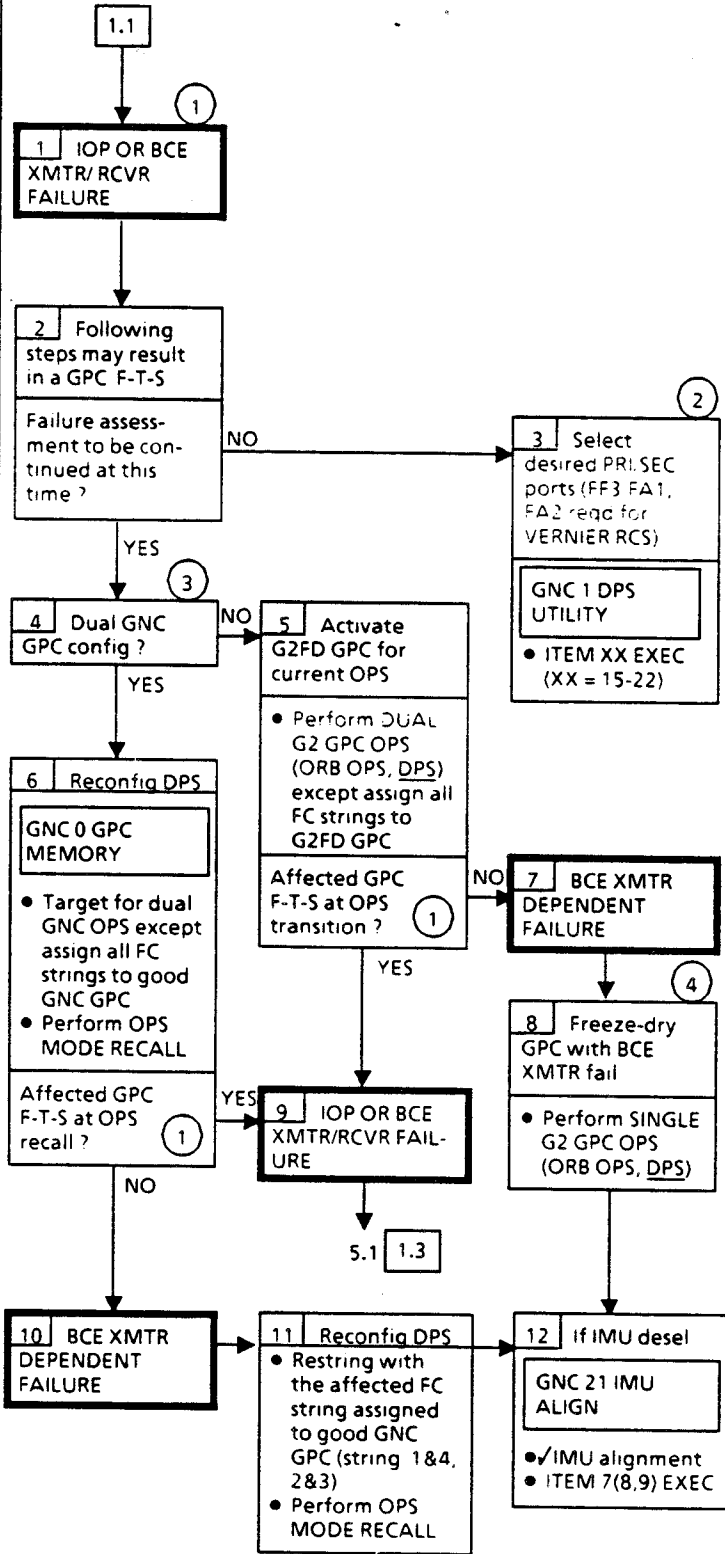 1.1
1
1 IOP OR BCE
XMTR/RCVR
FAILURE
2 Following
steps may result
in a GPC F-T-S
Failure assess-
ment to be con-
tinued at this
time ?
NO
YES
2
3 Select
desired PRI.SEC
ports (FF3 FA1,
FA2 reqd for
VERNIER RCS)
GNC 1 DPS
UTILITY
• ITEM XX EXEC
(XX = 15-22)
3
4 Dual GNC
GPC config ?
NO
YES
5 Activate
G2FD GPC for
current OPS
• Perform DUAL
G2 GPC OPS
(ORB OPS, DPS)
except assign all
FC strings to
G2FD GPC
Affected GPC
F-T-S at OPS
transition ?
1
NO
YES
6 Reconfig DPS
GNC 0 GPC
MEMORY
• Target for dual
GNC OPS except
assign all FC
strings to good
GNC GPC
• Perform OPS
MODE RECALL
Affected GPC
F-T-S at OPS
recall ?
1
YES
NO
7 BCE XMTR
DEPENDENT
FAILURE
4
8 Freeze-dry
GPC with BCE
XMTR fail
• Perform SINGLE
G2 GPC OPS
(ORB OPS, DPS)
9 IOP OR BCE
XMTR/RCVR FAIL-
URE
5.1 1.3
10 BCE XMTR
DEPENDENT
FAILURE
11 Reconfig DPS
• Restring with
the affected FC
string assigned
to good GNC
GPC (string 1&4,
2&3)
• Perform OPS
MODE RECALL
12 If IMU desel
GNC 21 IMU
ALIGN
•✓IMU alignment
• ITEM 7(8,9) EXEC